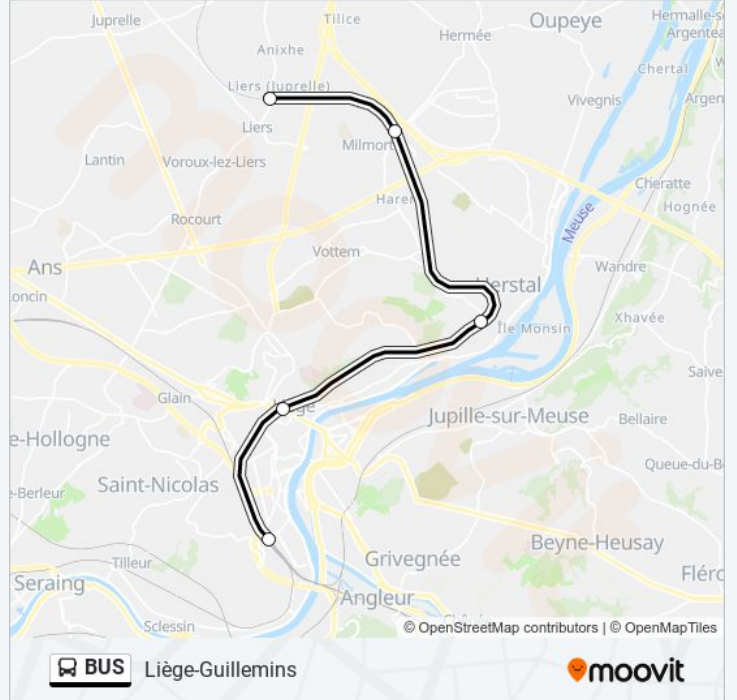 Juprelle
Tilice
Oupeye
Hermalle-s
Argentea
Hermée
Anixhe
Chertal
Liers (Juprelle)
Vivegnis
Argen
Liers
Milmort
Lantin
Voroux-lez-Liers
Cheratte
Hognée
Rocourt
Meuse
Vottem
Ans
Wandre
Herstal
oncin
Xhavée
Île Monsin
Saive
Glain
Liège
Jupille-sur-Meuse
Bellaire
e-Hollogne
Queue-du-B
Saint-Nicolas
e-Berleur
Beyne-Heusay
Grivegnée
Tilleur
Fléro
Seraing
Angleur
Sclessin
© OpenStreetMap contributors | © OpenMapTiles
BUS Liège-Guillemins
moovit